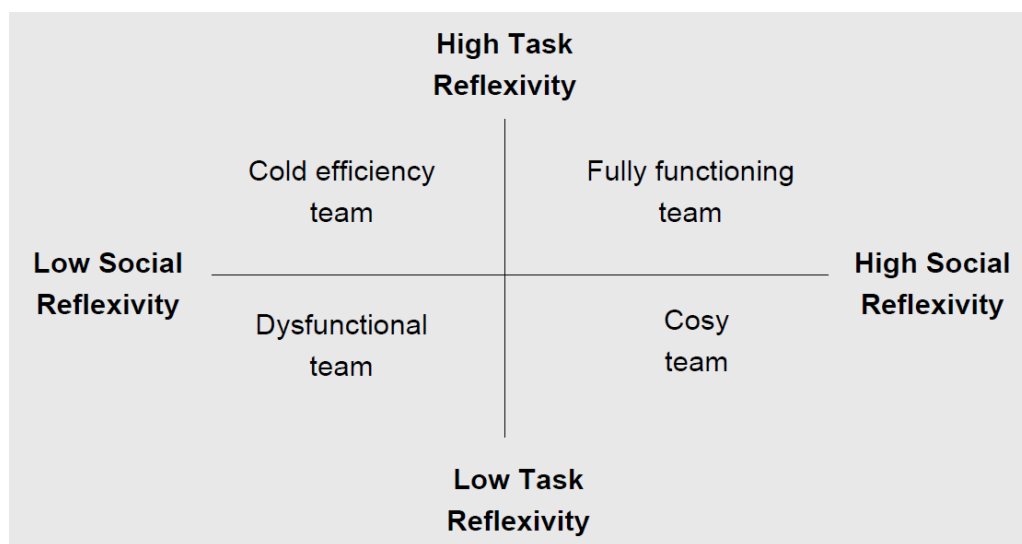 High Task
Reflexivity
Cold efficiency
team
Fully functioning
team
Low Social
Reflexivity
High Social
Reflexivity
Dysfunctional
team
Cosy
team
Low Task
Reflexivity